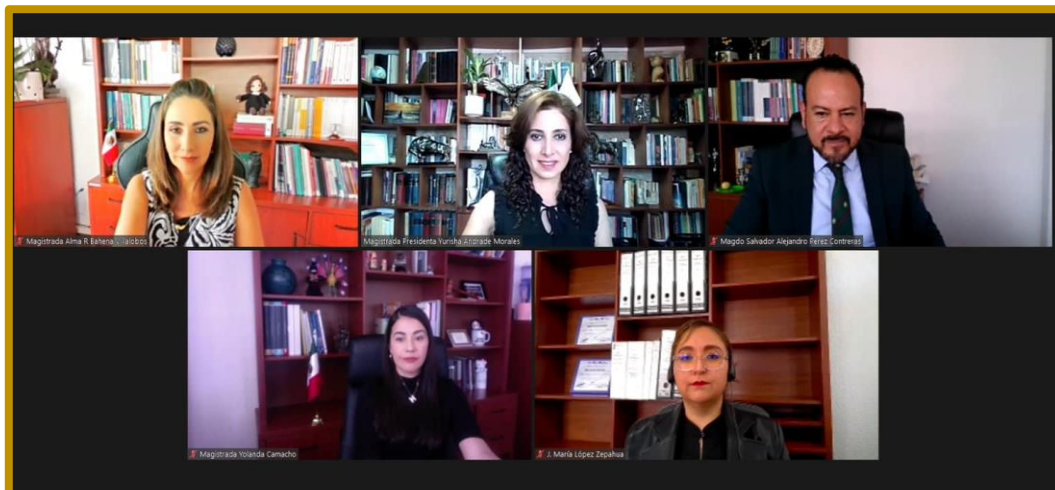 Magistrada Alma R Bahena Villalobos
Magistrada Presidenta Yurisha Andrade Morales
Magdo Salvador Alejandro Pérez Contreras
Magistrada Yolanda Camacho
J. María López Zepahua